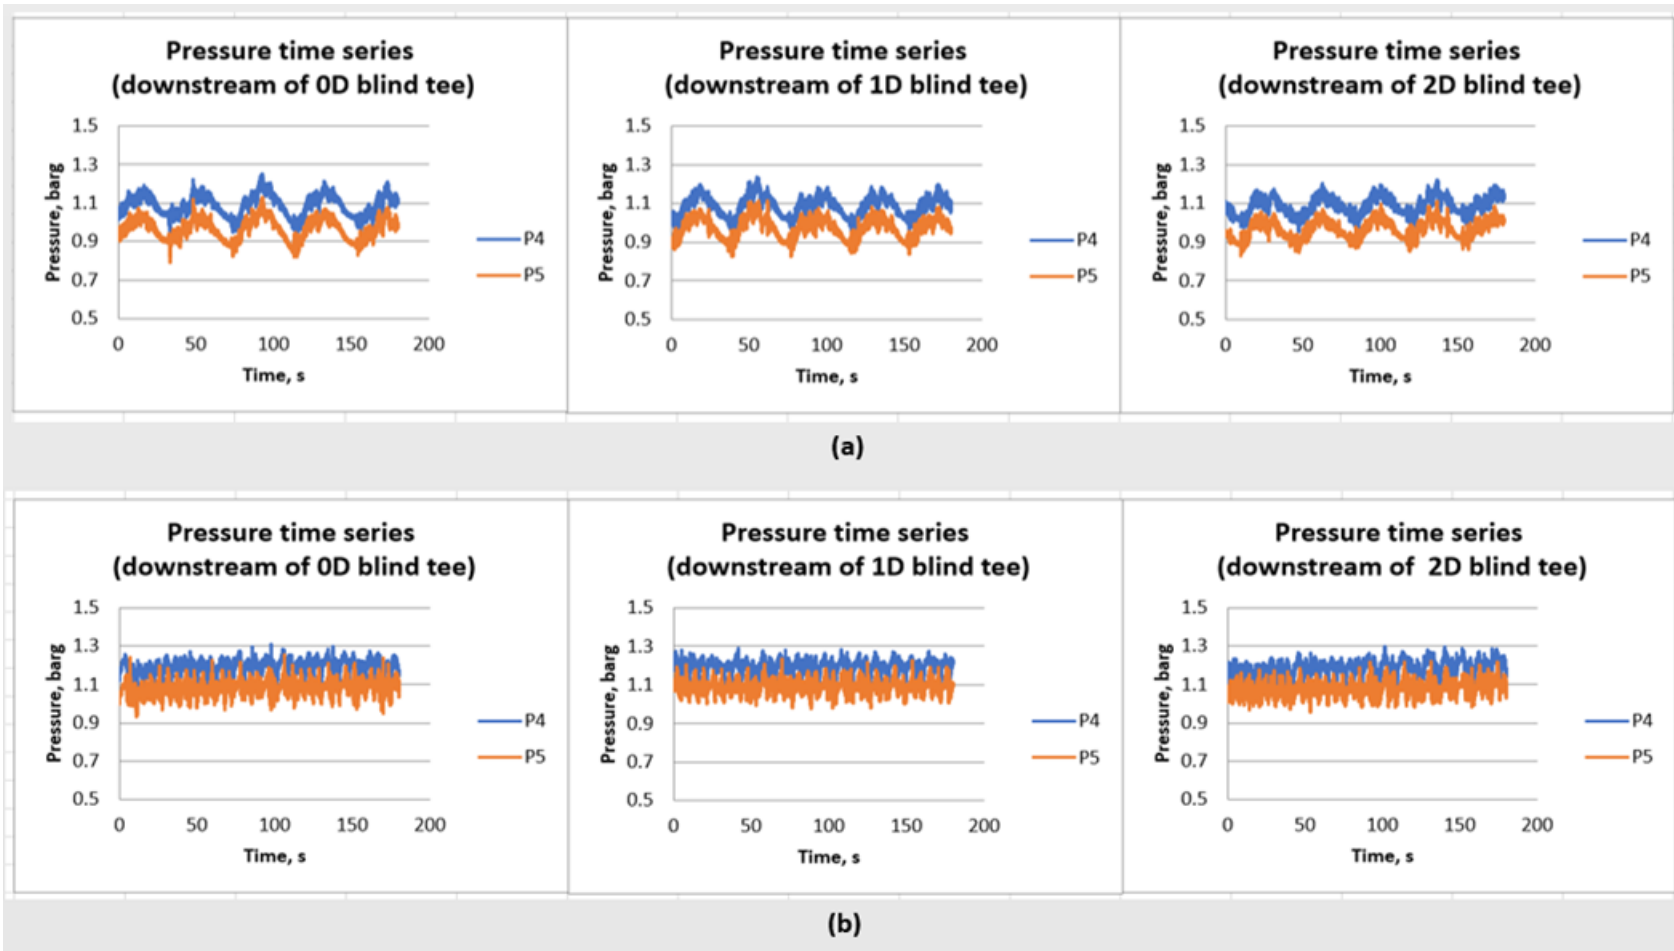 Pressure time series
(downstream of 0D blind tee)
1.5
1.3
1.1
0.9
0.7
0.5
Pressure, barg
0 50 100 150 200
Time, s
P4
P5
Pressure time series
(downstream of 1D blind tee)
1.5
1.3
1.1
0.9
0.7
0.5
Pressure, barg
0 50 100 150 200
Time, s
P4
P5
Pressure time series
(downstream of 2D blind tee)
1.5
1.3
1.1
0.9
0.7
0.5
Pressure, barg
0 50 100 150 200
Time, s
P4
P5
(a)
Pressure time series
(downstream of 0D blind tee)
1.5
1.3
1.1
0.9
0.7
0.5
Pressure, barg
0 50 100 150 200
Time, s
P4
P5
Pressure time series
(downstream of 1D blind tee)
1.5
1.3
1.1
0.9
0.7
0.5
Pressure, barg
0 50 100 150 200
Time, s
P4
P5
Pressure time series
(downstream of  2D blind tee)
1.5
1.3
1.1
0.9
0.7
0.5
Pressure, barg
0 50 100 150 200
Time, s
P4
P5
(b)